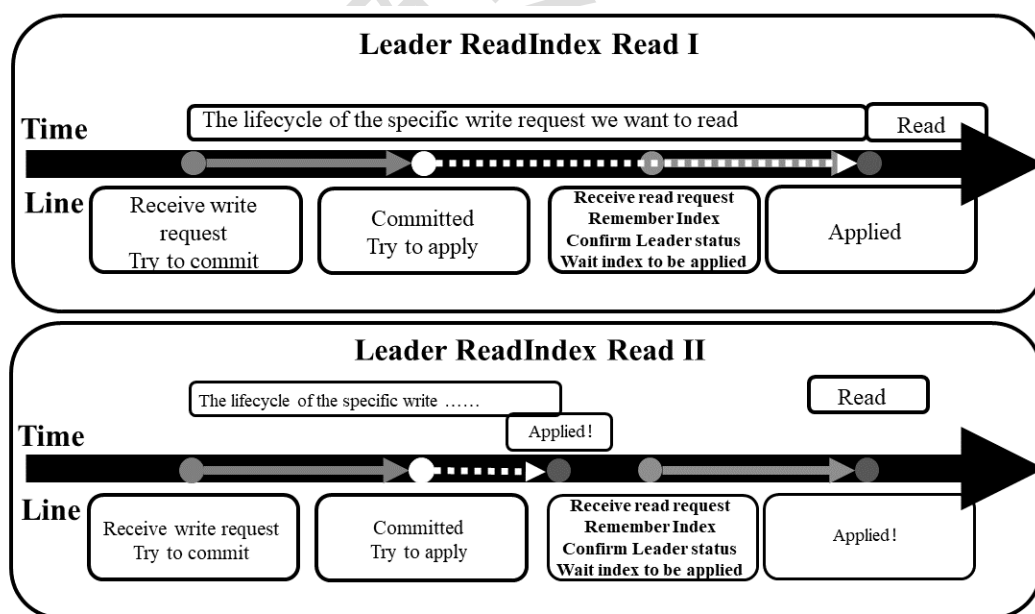 Leader ReadIndex Read I
The lifecycle of the specific write request we want to read
Read
Time
Line
Receive write
request
Try to commit
Committed
Try to apply
Receive read request
Remember Index
Confirm Leader status
Wait index to be applied
Applied
Leader ReadIndex Read II
The lifecycle of the specific write ……
Read
Applied!
Time
Line
Receive write request
Try to commit
Committed
Try to apply
Receive read request
Remember Index
Confirm Leader status
Wait index to be applied
Applied!